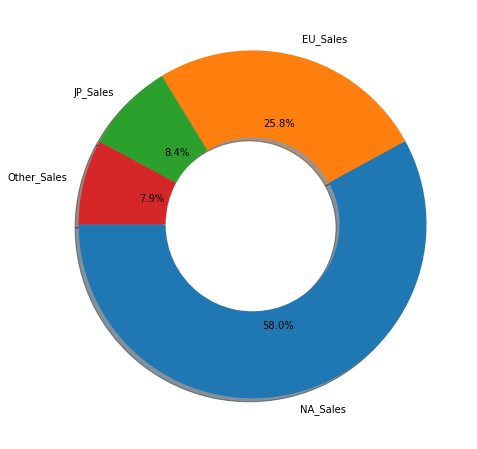 EU_Sales
JP_Sales
25.8%
8.4%
Other_Sales
7.9%
58.0%
NA_Sales